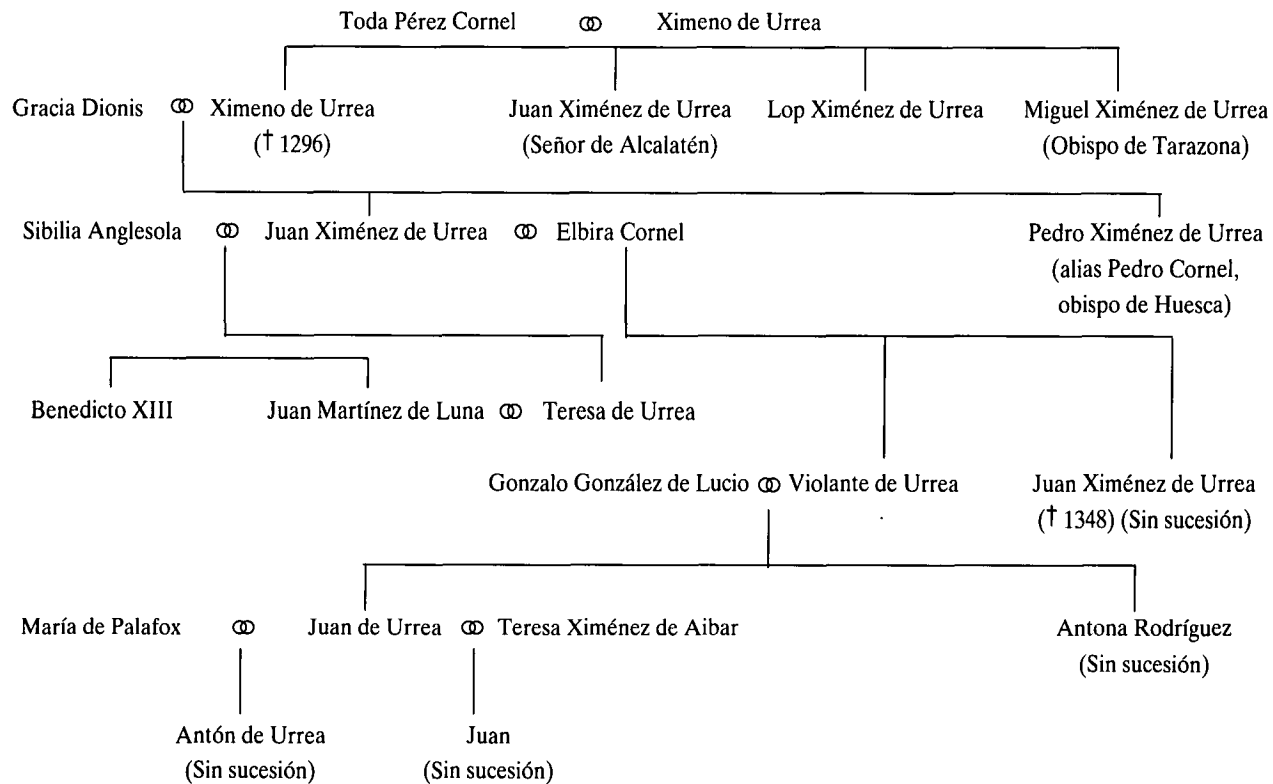 Toda Pérez Cornel ⚭ Ximeno de Urrea
Gracia Dionis ⚭ Ximeno de Urrea Juan Ximénez de Urrea Lop Ximénez de Urrea Miguel Ximénez de Urrea
(† 1296) (Señor de Alcalatén) (Obispo de Tarazona)
Sibilia Anglesola ⚭ Juan Ximénez de Urrea ⚭ Elbira Cornel Pedro Ximénez de Urrea
(alias Pedro Cornel,
obispo de Huesca)
Benedicto XIII Juan Martínez de Luna ⚭ Teresa de Urrea
Gonzalo González de Lucio ⚭ Violante de Urrea Juan Ximénez de Urrea
(† 1348) (Sin sucesión)
María de Palafox ⚭ Juan de Urrea ⚭ Teresa Ximénez de Aibar Antona Rodríguez
(Sin sucesión)
Antón de Urrea Juan
(Sin sucesión) (Sin sucesión)